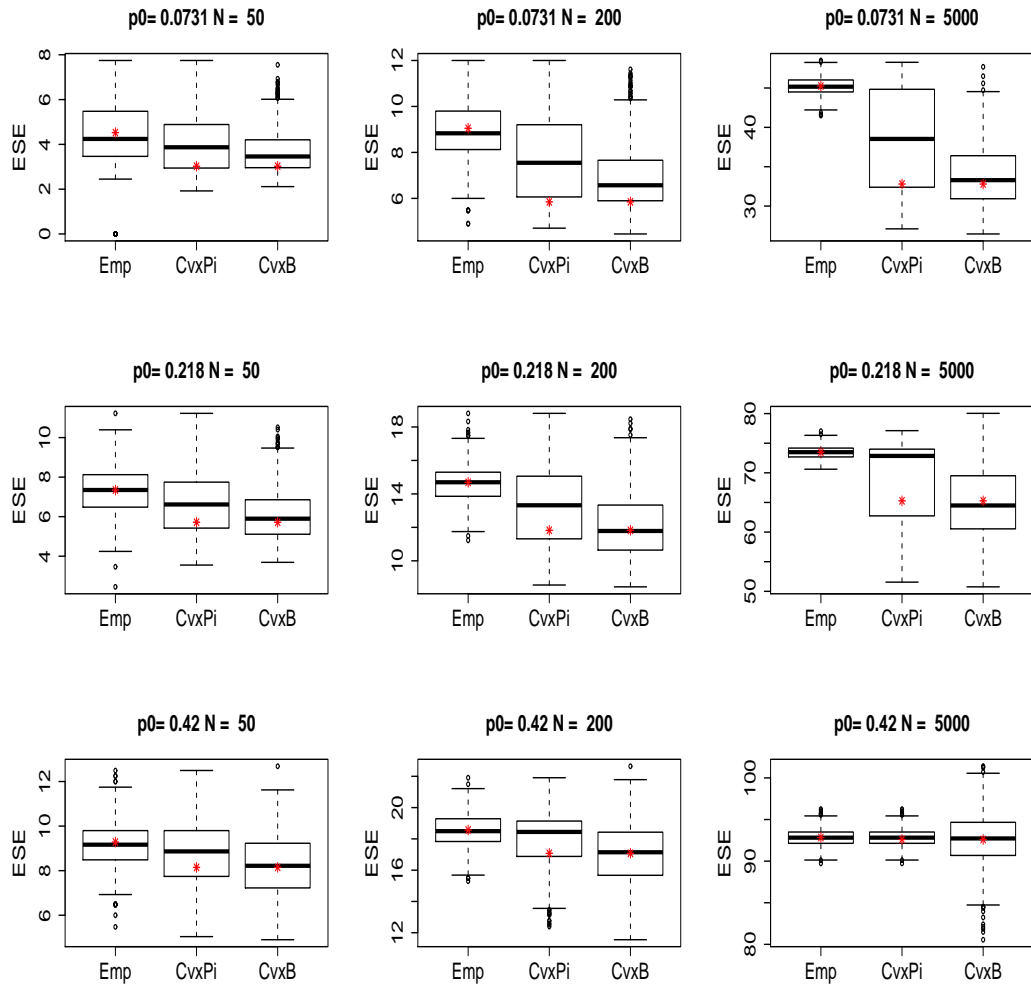 p0= 0.0731 N = 50
ESE
0 2 4 6 8
Emp CvxPi CvxB
p0= 0.0731 N = 200
ESE
6 8 10 12
Emp CvxPi CvxB
p0= 0.0731 N = 5000
ESE
30 40
Emp CvxPi CvxB
p0= 0.218 N = 50
ESE
4 6 8 10
Emp CvxPi CvxB
p0= 0.218 N = 200
ESE
10 14 18
Emp CvxPi CvxB
p0= 0.218 N = 5000
ESE
50 60 70 80
Emp CvxPi CvxB
p0= 0.42 N = 50
ESE
6 8 10 12
Emp CvxPi CvxB
p0= 0.42 N = 200
ESE
12 16 20
Emp CvxPi CvxB
p0= 0.42 N = 5000
ESE
80 90 100
Emp CvxPi CvxB